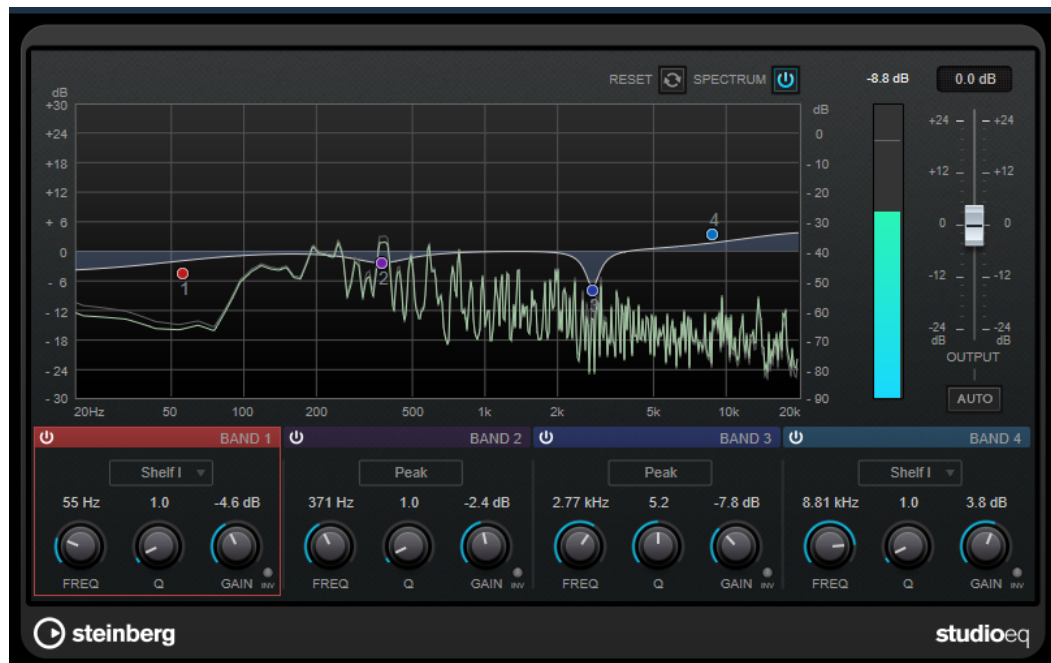 RESET SPECTRUM -8.8 dB 0.0 dB
dB
+30
+24
+18
+12
+ 6
0
- 6
- 12
- 18
- 24
- 30
dB
0
- 10
- 20
- 30
- 40
- 50
- 60
- 70
- 80
- 90
20Hz 50 100 200 500 1k 2k 5k 10k 20k
1
2
3
4
+24 +24
+12 +12
0 0
-12 -12
-24 -24
dB dB
OUTPUT
AUTO
BAND 1 BAND 2 BAND 3 BAND 4
Shelf I Peak Peak Shelf I
55 Hz 1.0 -4.6 dB 371 Hz 1.0 -2.4 dB 2.77 kHz 5.2 -7.8 dB 8.81 kHz 1.0 3.8 dB
FREQ Q GAIN INV FREQ Q GAIN INV FREQ Q GAIN INV FREQ Q GAIN INV
steinberg studioeq